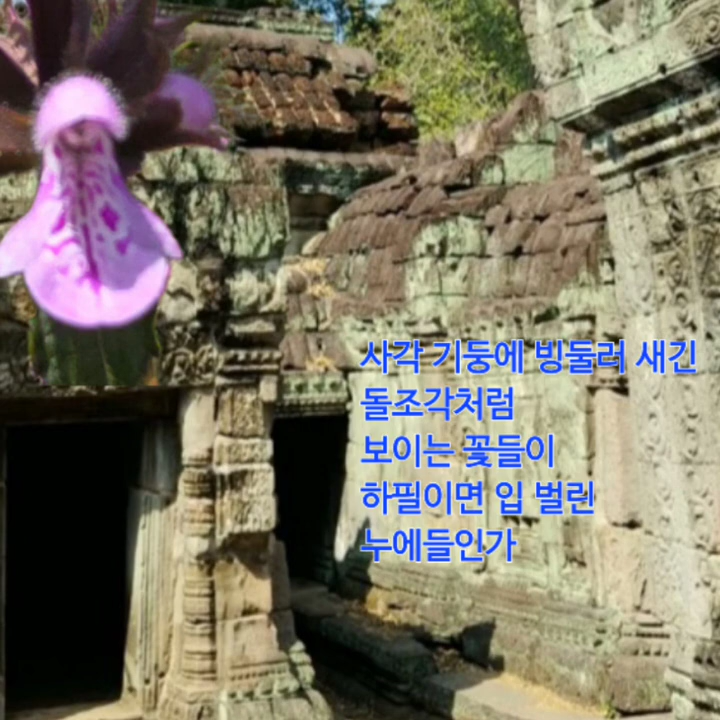 사각 기둥에 빙둘러 새긴
돌조각처럼
보이는 꽃들이
하필이면 입 벌린
누에들인가